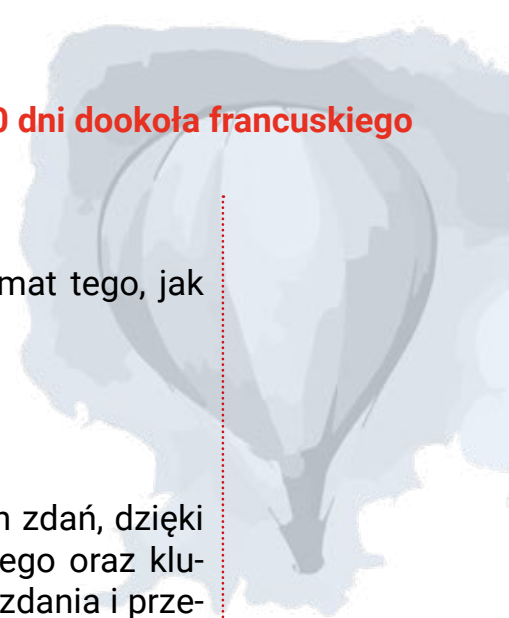 0 dni dookoła francuskiego
mat tego, jak
n zdań, dzięki
ego oraz klu-
zdania i prze-